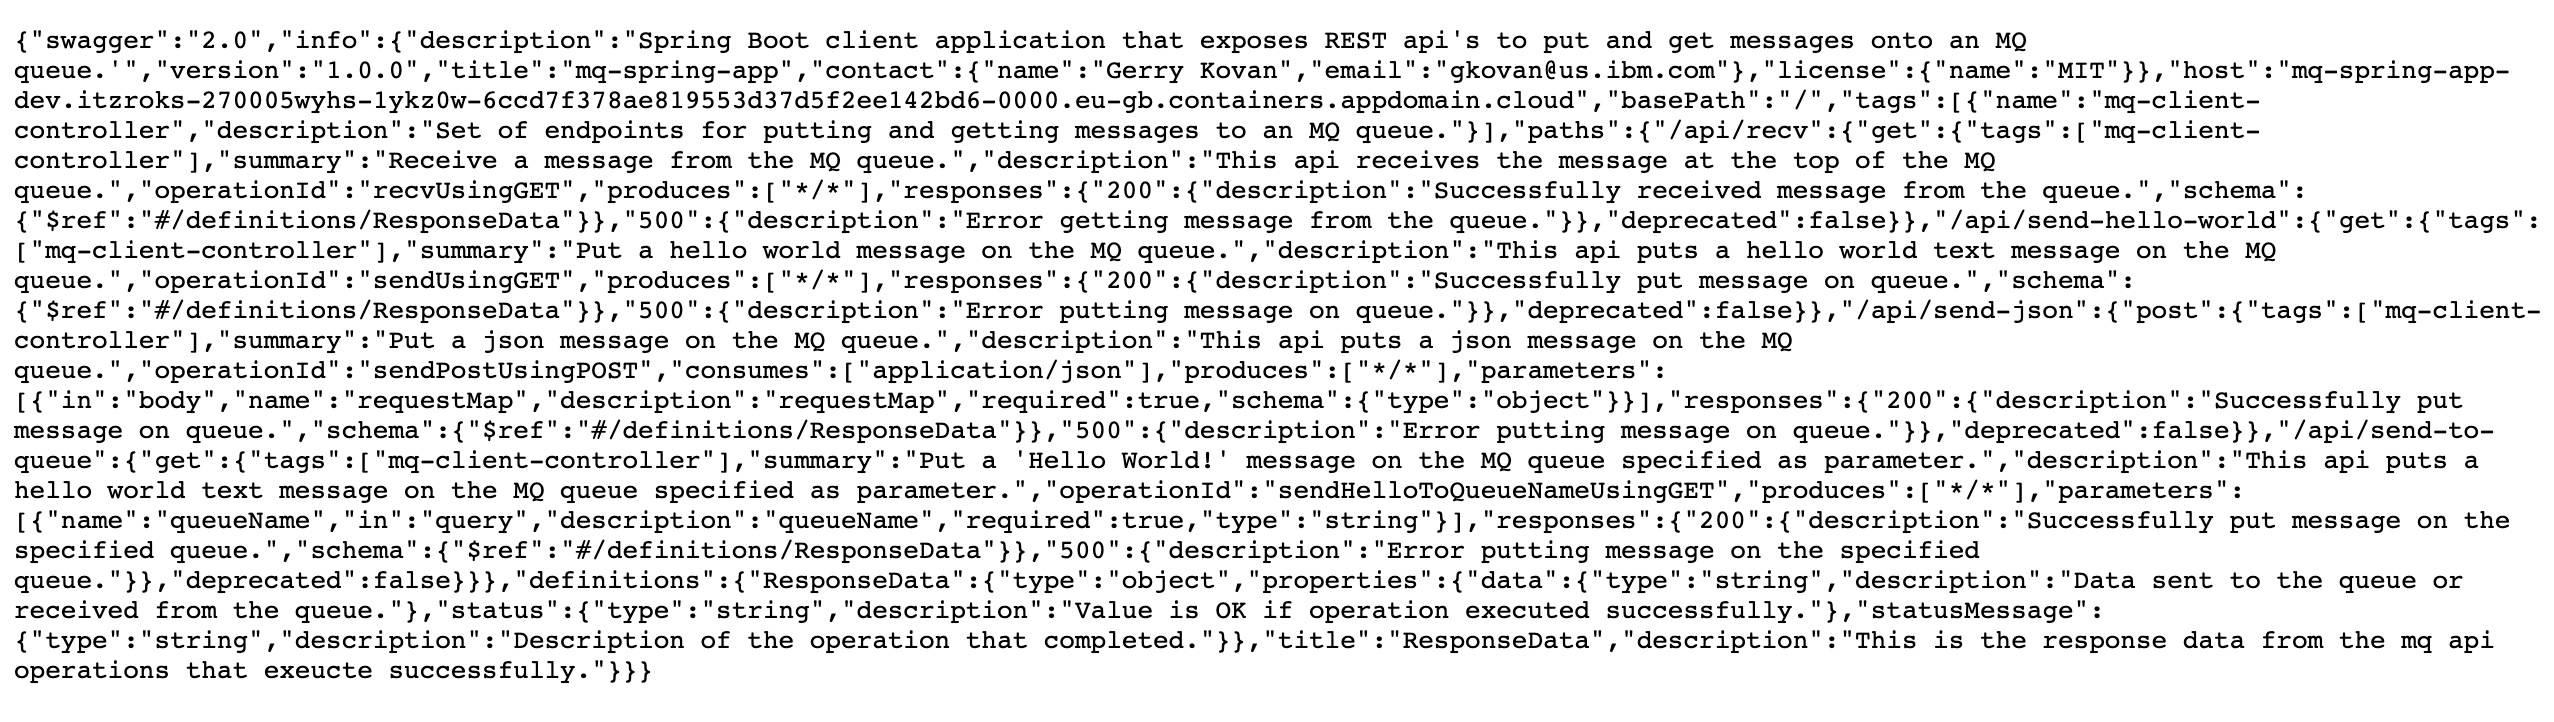 {"swagger":"2.0","info":{"description":"Spring Boot client application that exposes REST api's to put and get messages onto an MQ
queue.'","version":"1.0.0","title":"mq-spring-app","contact":{"name":"Gerry Kovan","email":"gkovan@us.ibm.com"},"license":{"name":"MIT"}},"host":"mq-spring-app-
dev.itzroks-270005wyhs-1ykz0w-6ccd7f378ae819553d37d5f2ee142bd6-0000.eu-gb.containers.appdomain.cloud","basePath":"/","tags":[{"name":"mq-client-
controller","description":"Set of endpoints for putting and getting messages to an MQ queue."}],"paths":{"/api/recv":{"get":{"tags":["mq-client-
controller"],"summary":"Receive a message from the MQ queue.","description":"This api receives the message at the top of the MQ
queue.","operationId":"recvUsingGET","produces":["*/*"],"responses":{"200":{"description":"Successfully received message from the queue.","schema":
{"$ref":"#/definitions/ResponseData"}},"500":{"description":"Error getting message from the queue."}},"deprecated":false}},"/api/send-hello-world":{"get":{"tags":
["mq-client-controller"],"summary":"Put a hello world message on the MQ queue.","description":"This api puts a hello world text message on the MQ
queue.","operationId":"sendUsingGET","produces":["*/*"],"responses":{"200":{"description":"Successfully put message on queue.","schema":
{"$ref":"#/definitions/ResponseData"}},"500":{"description":"Error putting message on queue."}},"deprecated":false}},"/api/send-json":{"post":{"tags":["mq-client-
controller"],"summary":"Put a json message on the MQ queue.","description":"This api puts a json message on the MQ
queue.","operationId":"sendPostUsingPOST","consumes":["application/json"],"produces":["*/*"],"parameters":
[{"in":"body","name":"requestMap","description":"requestMap","required":true,"schema":{"type":"object"}}],"responses":{"200":{"description":"Successfully put
message on queue.","schema":{"$ref":"#/definitions/ResponseData"}},"500":{"description":"Error putting message on queue."}},"deprecated":false}},"/api/send-to-
queue":{"get":{"tags":["mq-client-controller"],"summary":"Put a 'Hello World!' message on the MQ queue specified as parameter.","description":"This api puts a
hello world text message on the MQ queue specified as parameter.","operationId":"sendHelloToQueueNameUsingGET","produces":["*/*"],"parameters":
[{"name":"queueName","in":"query","description":"queueName","required":true,"type":"string"}],"responses":{"200":{"description":"Successfully put message on the
specified queue.","schema":{"$ref":"#/definitions/ResponseData"}},"500":{"description":"Error putting message on the specified
queue."}},"deprecated":false}}},"definitions":{"ResponseData":{"type":"object","properties":{"data":{"type":"string","description":"Data sent to the queue or
received from the queue."},"status":{"type":"string","description":"Value is OK if operation executed successfully."},"statusMessage":
{"type":"string","description":"Description of the operation that completed."}},"title":"ResponseData","description":"This is the response data from the mq api
operations that exeucte successfully."}}}